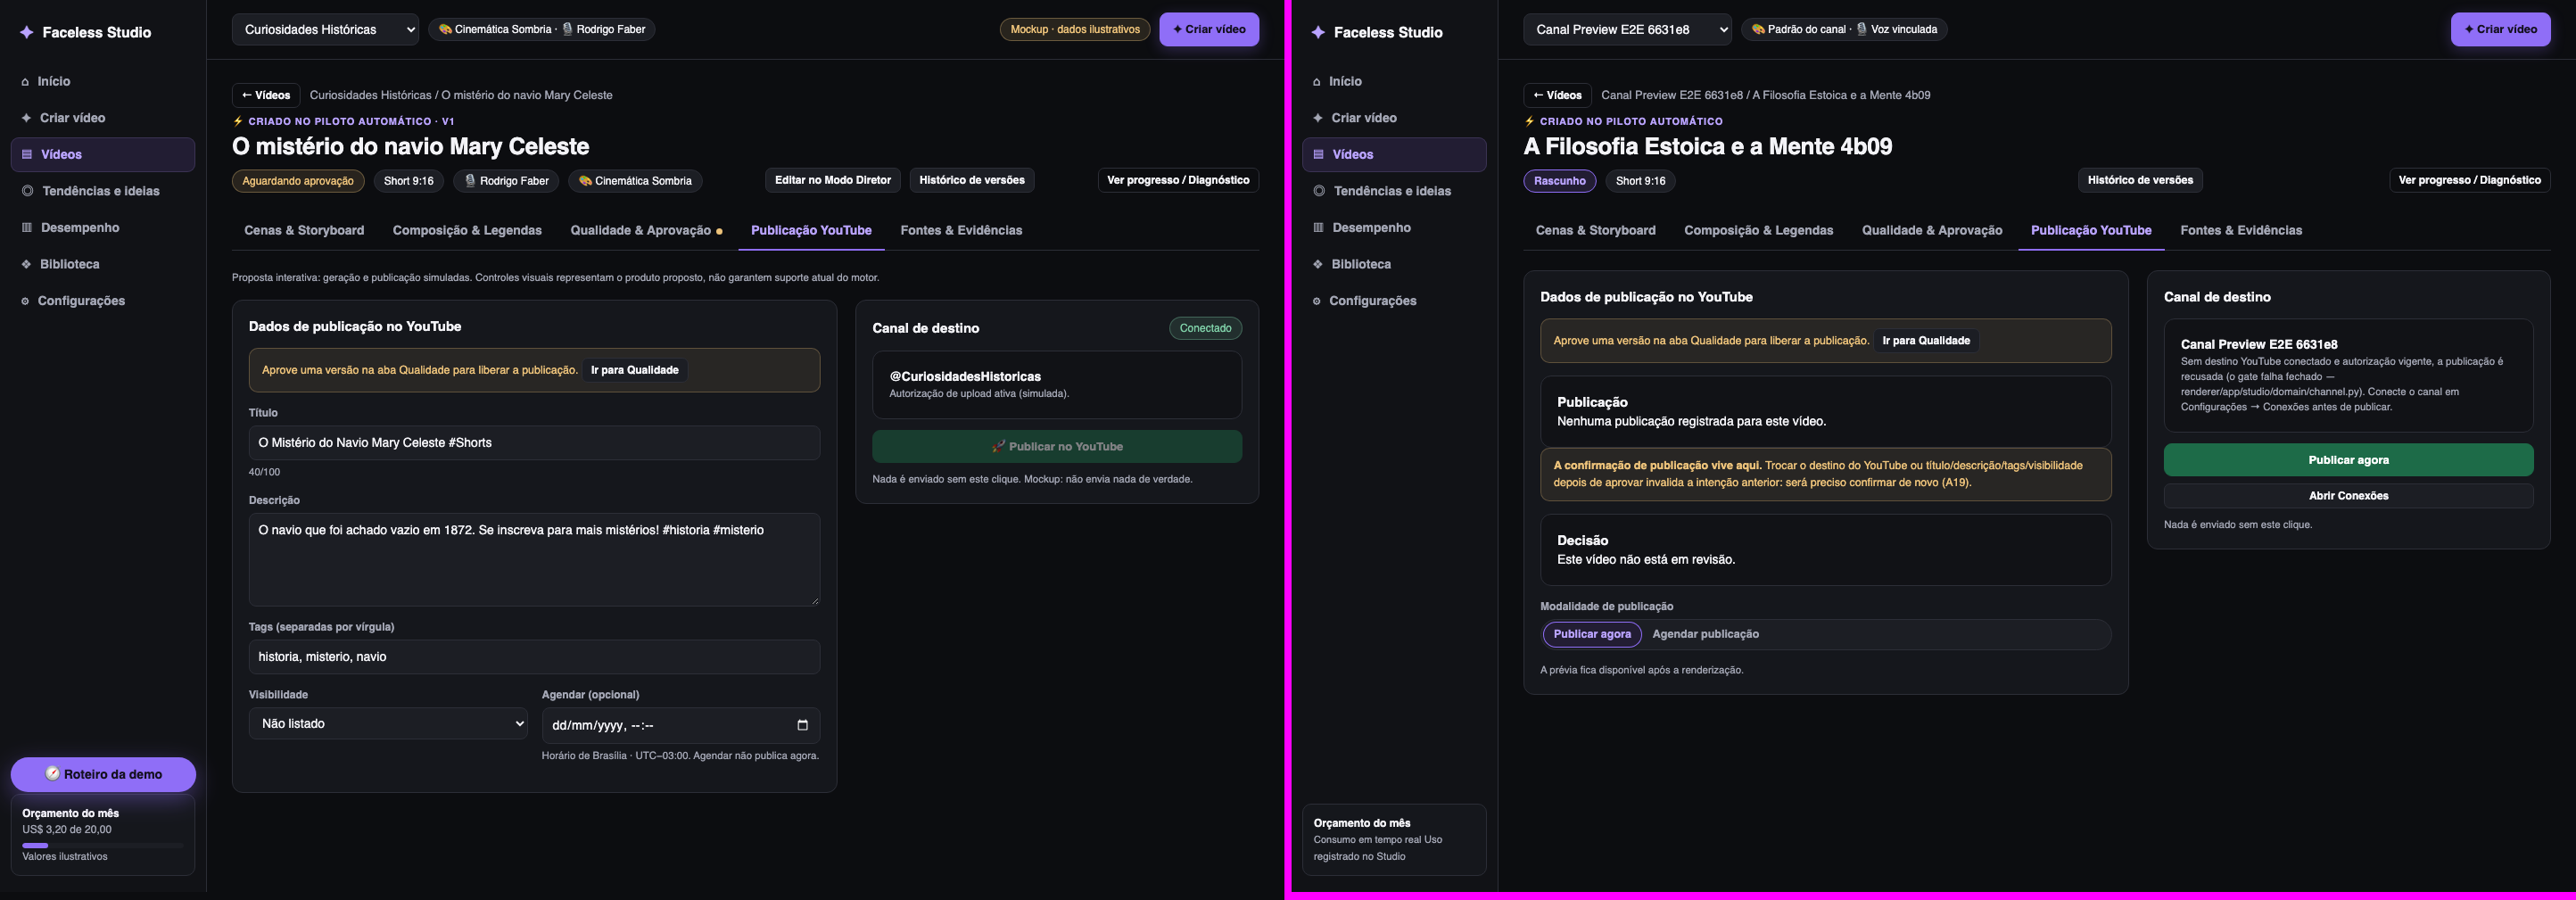 Faceless Studio
Início
Criar vídeo
Vídeos
Tendências e ideias
Desempenho
Biblioteca
Configurações
Roteiro da demo
Orçamento do mês
US$ 3,20 de 20,00
Valores ilustrativos
Curiosidades Históricas
Cinemática Sombria · Rodrigo Faber
Mockup · dados ilustrativos
Criar vídeo
← Vídeos
Curiosidades Históricas / O mistério do navio Mary Celeste
CRIADO NO PILOTO AUTOMÁTICO · V1
O mistério do navio Mary Celeste
Aguardando aprovação
Short 9:16
Rodrigo Faber
Cinemática Sombria
Editar no Modo Diretor
Histórico de versões
Ver progresso / Diagnóstico
Cenas & Storyboard
Composição & Legendas
Qualidade & Aprovação
Publicação YouTube
Fontes & Evidências
Proposta interativa: geração e publicação simuladas. Controles visuais representam o produto proposto, não garantem suporte atual do motor.
Dados de publicação no YouTube
Aprove uma versão na aba Qualidade para liberar a publicação.
Ir para Qualidade
Título
O Mistério do Navio Mary Celeste #Shorts
40/100
Descrição
O navio que foi achado vazio em 1872. Se inscreva para mais mistérios! #historia #misterio
Tags (separadas por vírgula)
historia, misterio, navio
Visibilidade
Não listado
Agendar (opcional)
dd/mm/yyyy, --:--
Horário de Brasília · UTC−03:00. Agendar não publica agora.
Canal de destino
Conectado
@CuriosidadesHistoricas
Autorização de upload ativa (simulada).
Publicar no YouTube
Nada é enviado sem este clique. Mockup: não envia nada de verdade.
Faceless Studio
Início
Criar vídeo
Vídeos
Tendências e ideias
Desempenho
Biblioteca
Configurações
Orçamento do mês
Consumo em tempo real Uso
registrado no Studio
Canal Preview E2E 6631e8
Padrão do canal · Voz vinculada
Criar vídeo
← Vídeos
Canal Preview E2E 6631e8 / A Filosofia Estoica e a Mente 4b09
CRIADO NO PILOTO AUTOMÁTICO
A Filosofia Estoica e a Mente 4b09
Rascunho
Short 9:16
Histórico de versões
Ver progresso / Diagnóstico
Cenas & Storyboard
Composição & Legendas
Qualidade & Aprovação
Publicação YouTube
Fontes & Evidências
Dados de publicação no YouTube
Aprove uma versão na aba Qualidade para liberar a publicação.
Ir para Qualidade
Publicação
Nenhuma publicação registrada para este vídeo.
A confirmação de publicação vive aqui. Trocar o destino do YouTube ou título/descrição/tags/visibilidade
depois de aprovar invalida a intenção anterior: será preciso confirmar de novo (A19).
Decisão
Este vídeo não está em revisão.
Modalidade de publicação
Publicar agora
Agendar publicação
A prévia fica disponível após a renderização.
Canal de destino
Canal Preview E2E 6631e8
Sem destino YouTube conectado e autorização vigente, a publicação é
recusada (o gate falha fechado —
renderer/app/studio/domain/channel.py). Conecte o canal em
Configurações → Conexões antes de publicar.
Publicar agora
Abrir Conexões
Nada é enviado sem este clique.